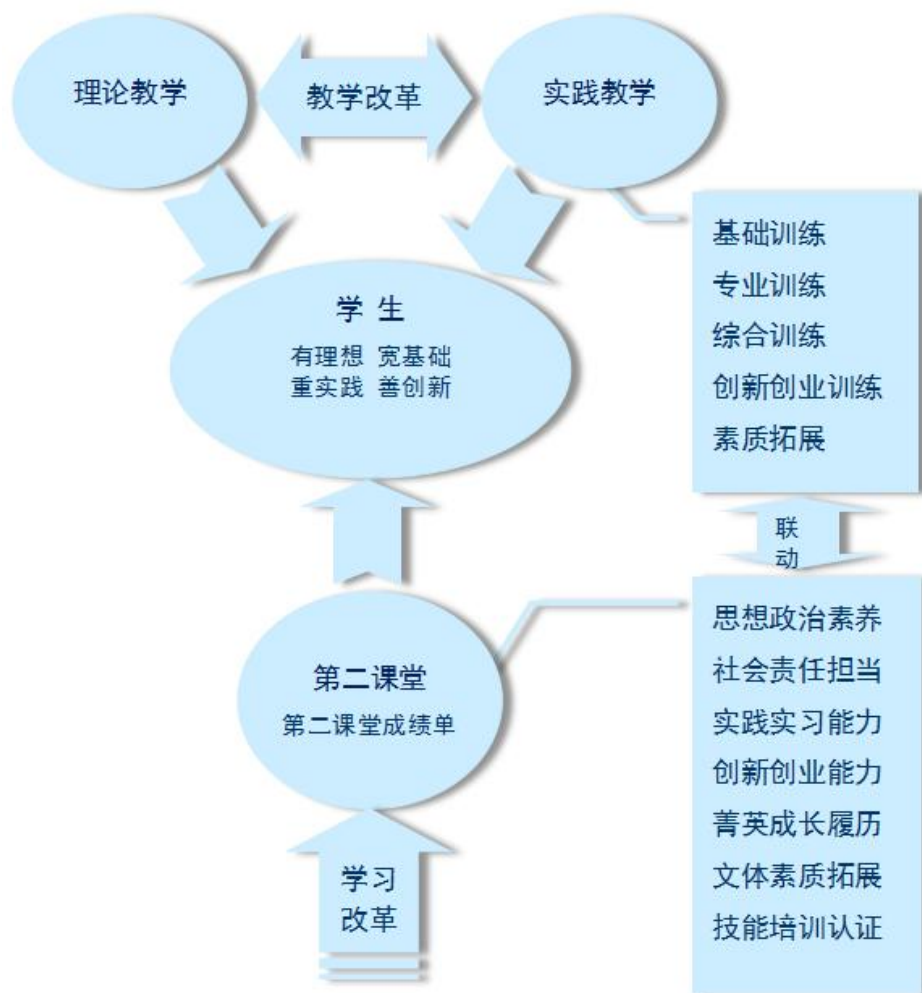 理论教学
教学改革
实践教学
学 生
有理想 宽基础
重实践 善创新
基础训练
专业训练
综合训练
创新创业训练
素质拓展
联
动
第二课堂
第二课堂成绩单
思想政治素养
社会责任担当
实践实习能力
创新创业能力
菁英成长履历
文体素质拓展
技能培训认证
学习
改革